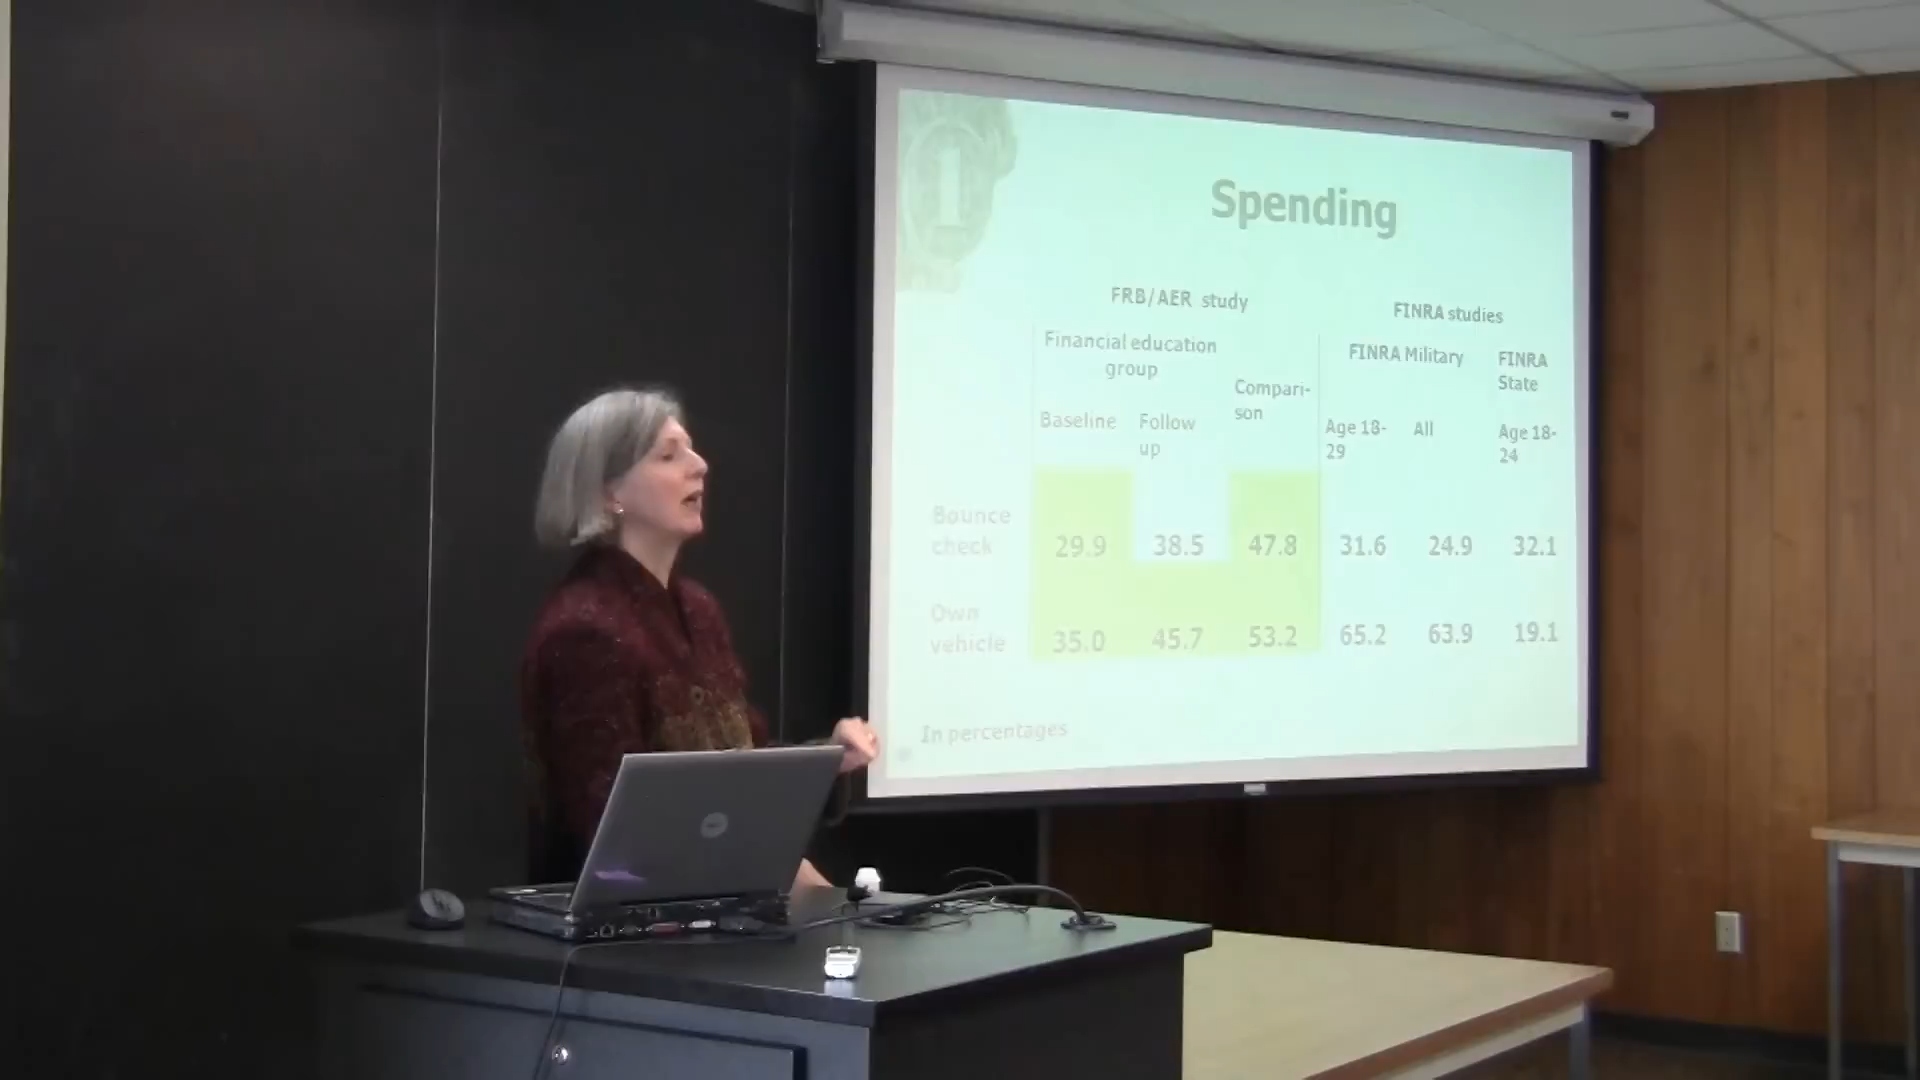 Spending
FRB/AER study
FINRA studies
Financial education
group
Compari-
son
FINRA Military
FINRA
State
Baseline
Follow
up
Age 18-
29
All
Age 18-
24
Bounce
check
29.9 38.5 47.8 31.6 24.9 32.1
Own
vehicle
35.0 45.7 53.2 65.2 63.9 19.1
In percentages